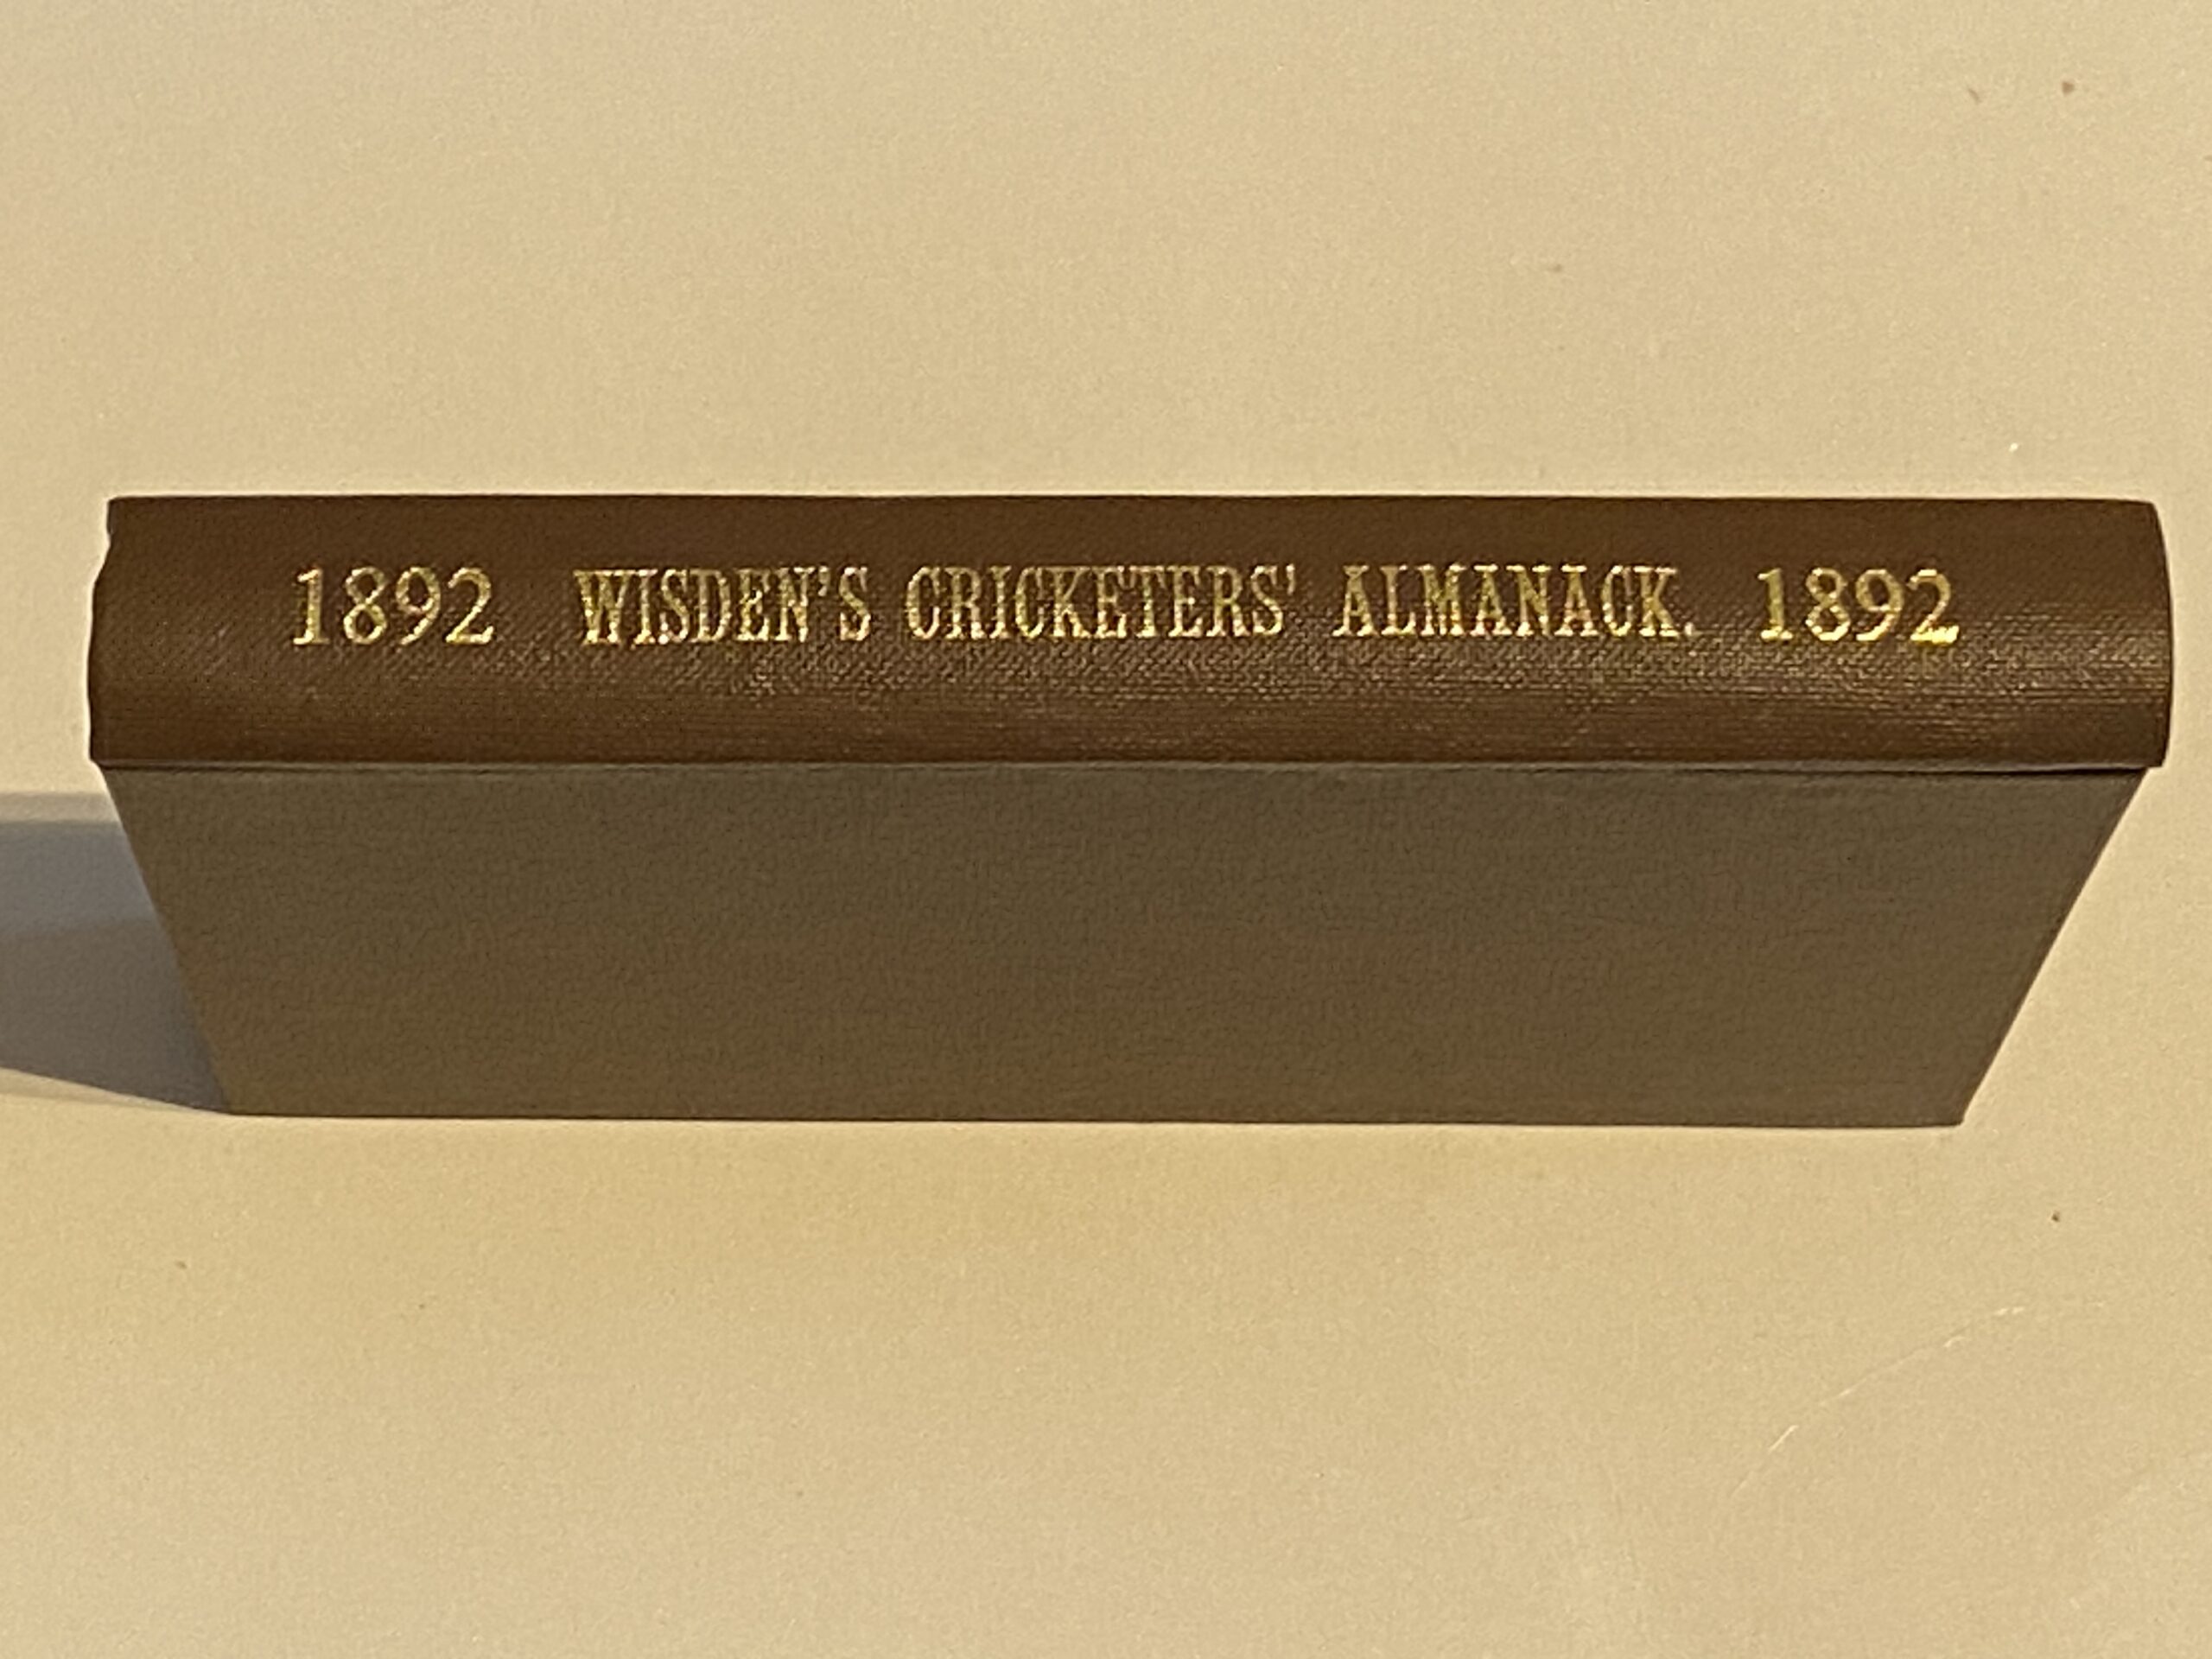 1892 WISDEN'S CRICKETERS' ALMANACK. 1892